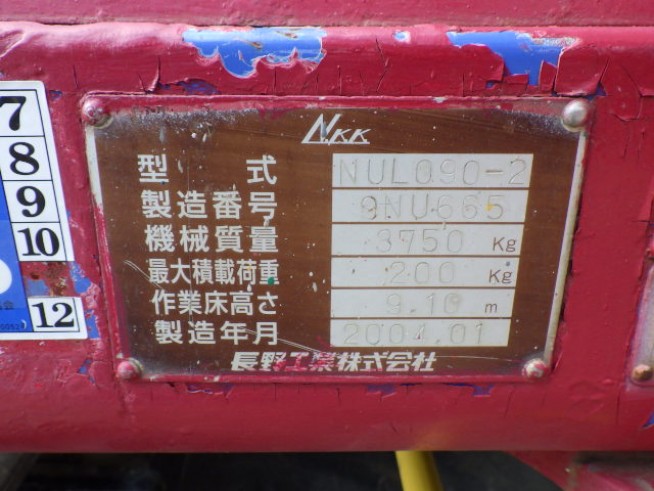 NKK
型式 NUL090-2
製造番号 9NU665
機械質量 3750 Kg
最大積載荷重 200 Kg
作業床高さ 9.10 m
製造年月 2004.01
長野工業株式会社
7
8
9
10
12